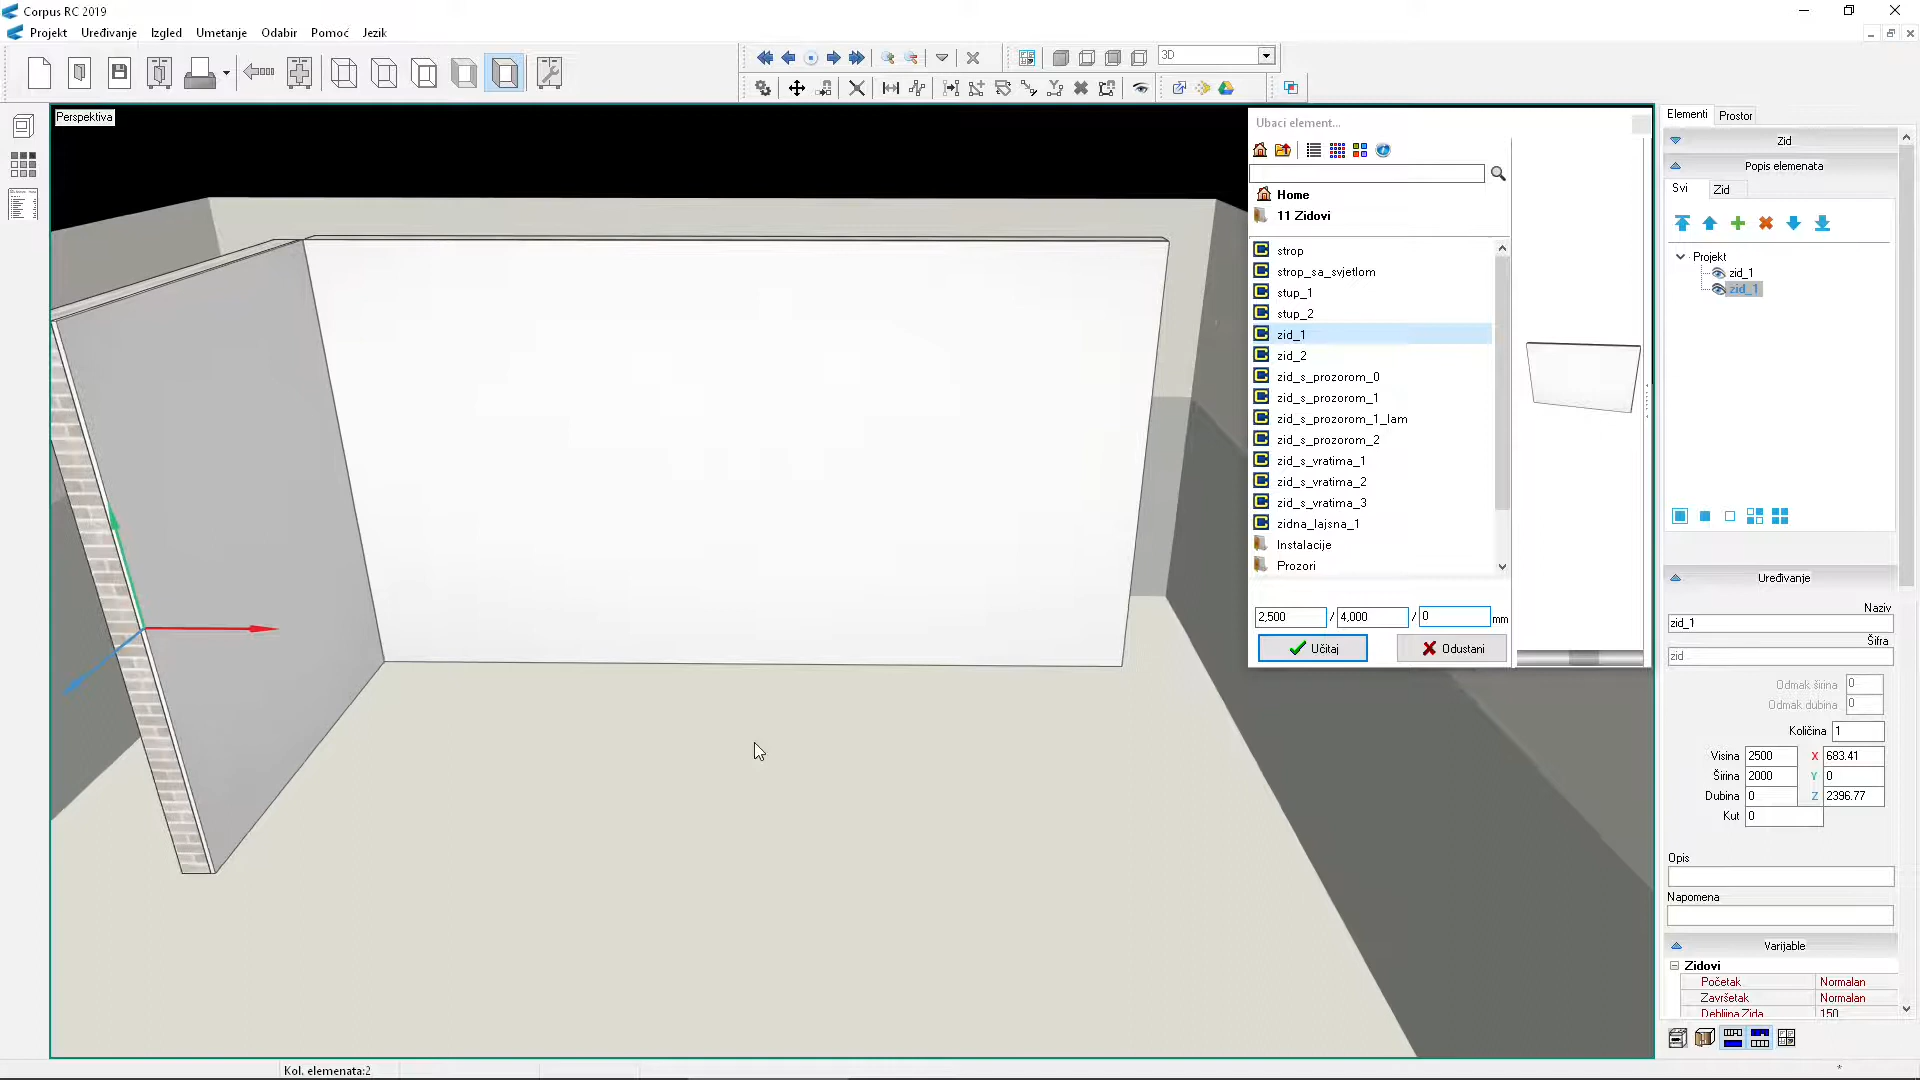 Corpus RC 2019
Projekt Uređivanje Izgled Umetanje Odabir Pomoć Jezik
3D
Perspektiva
Ubaci element...
Home
11 Zidovi
strop
strop_sa_svjetlom
stup_1
stup_2
zid_1
zid_2
zid_s_prozorom_0
zid_s_prozorom_1
zid_s_prozorom_1_lam
zid_s_prozorom_2
zid_s_vratima_1
zid_s_vratima_2
zid_s_vratima_3
zidna_lajsna_1
Instalacije
Prozori
2,500 / 4,000 / 0 mm
Učitaj Odustani
Elementi Prostor
Zid
Popis elemenata
Svi Zid
Projekt
zid_1
zid_1
Uređivanje
Naziv
zid_1
Šifra
zid
Odmak širina 0
Odmak dubina 0
Količina 1
Visina 2500 X 683.41
Širina 2000 Y 0
Dubina 0 Z 2396.77
Kut 0
Opis
Napomena
Varijable
Zidovi
Početak Normalan
Završetak Normalan
Debljina Zida 150
Kol. elemenata:2
*